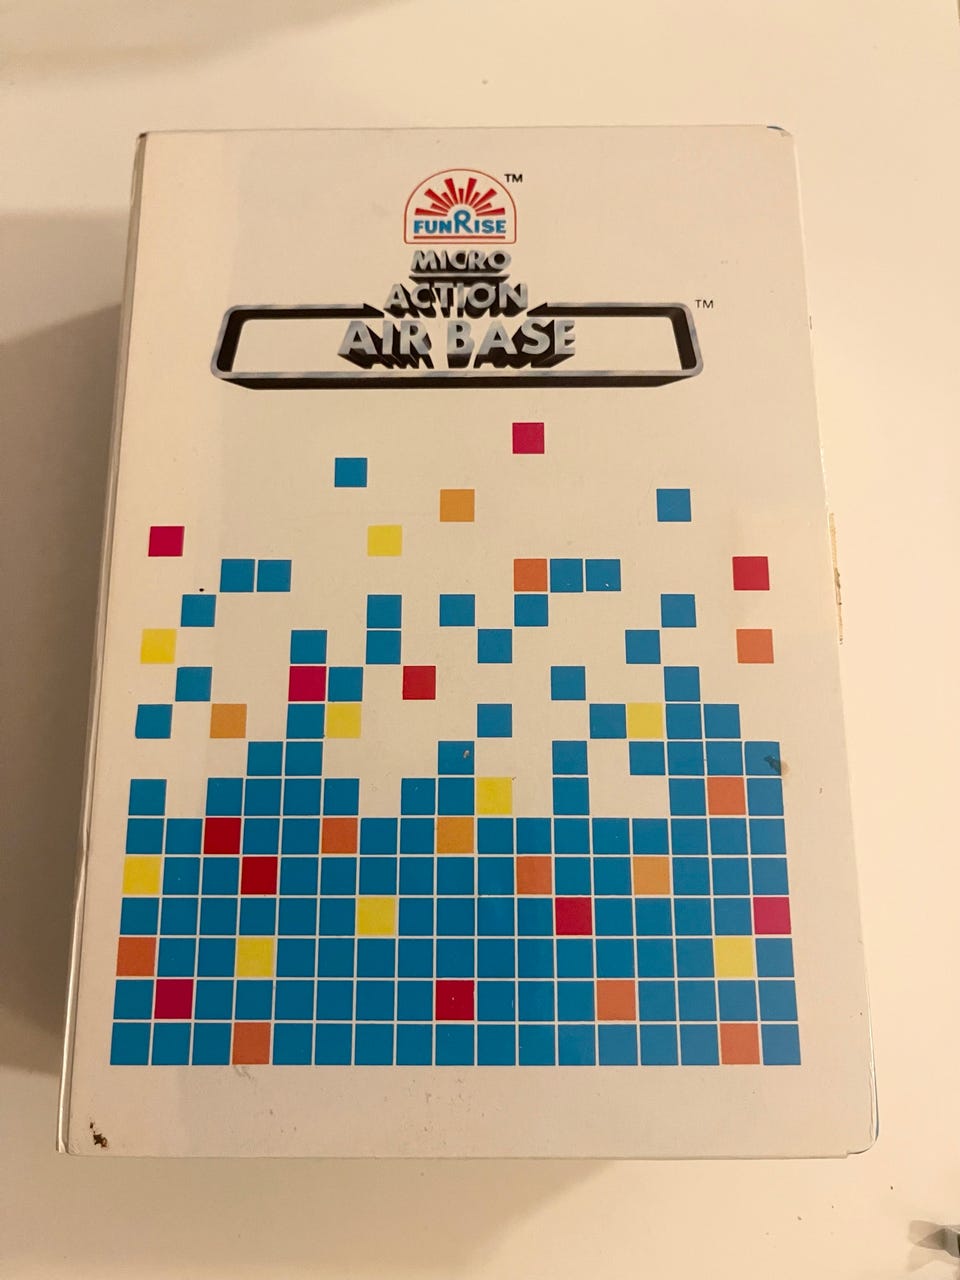 TM
FUNRISE
MICRO
ACTION
TM
AIR BASE